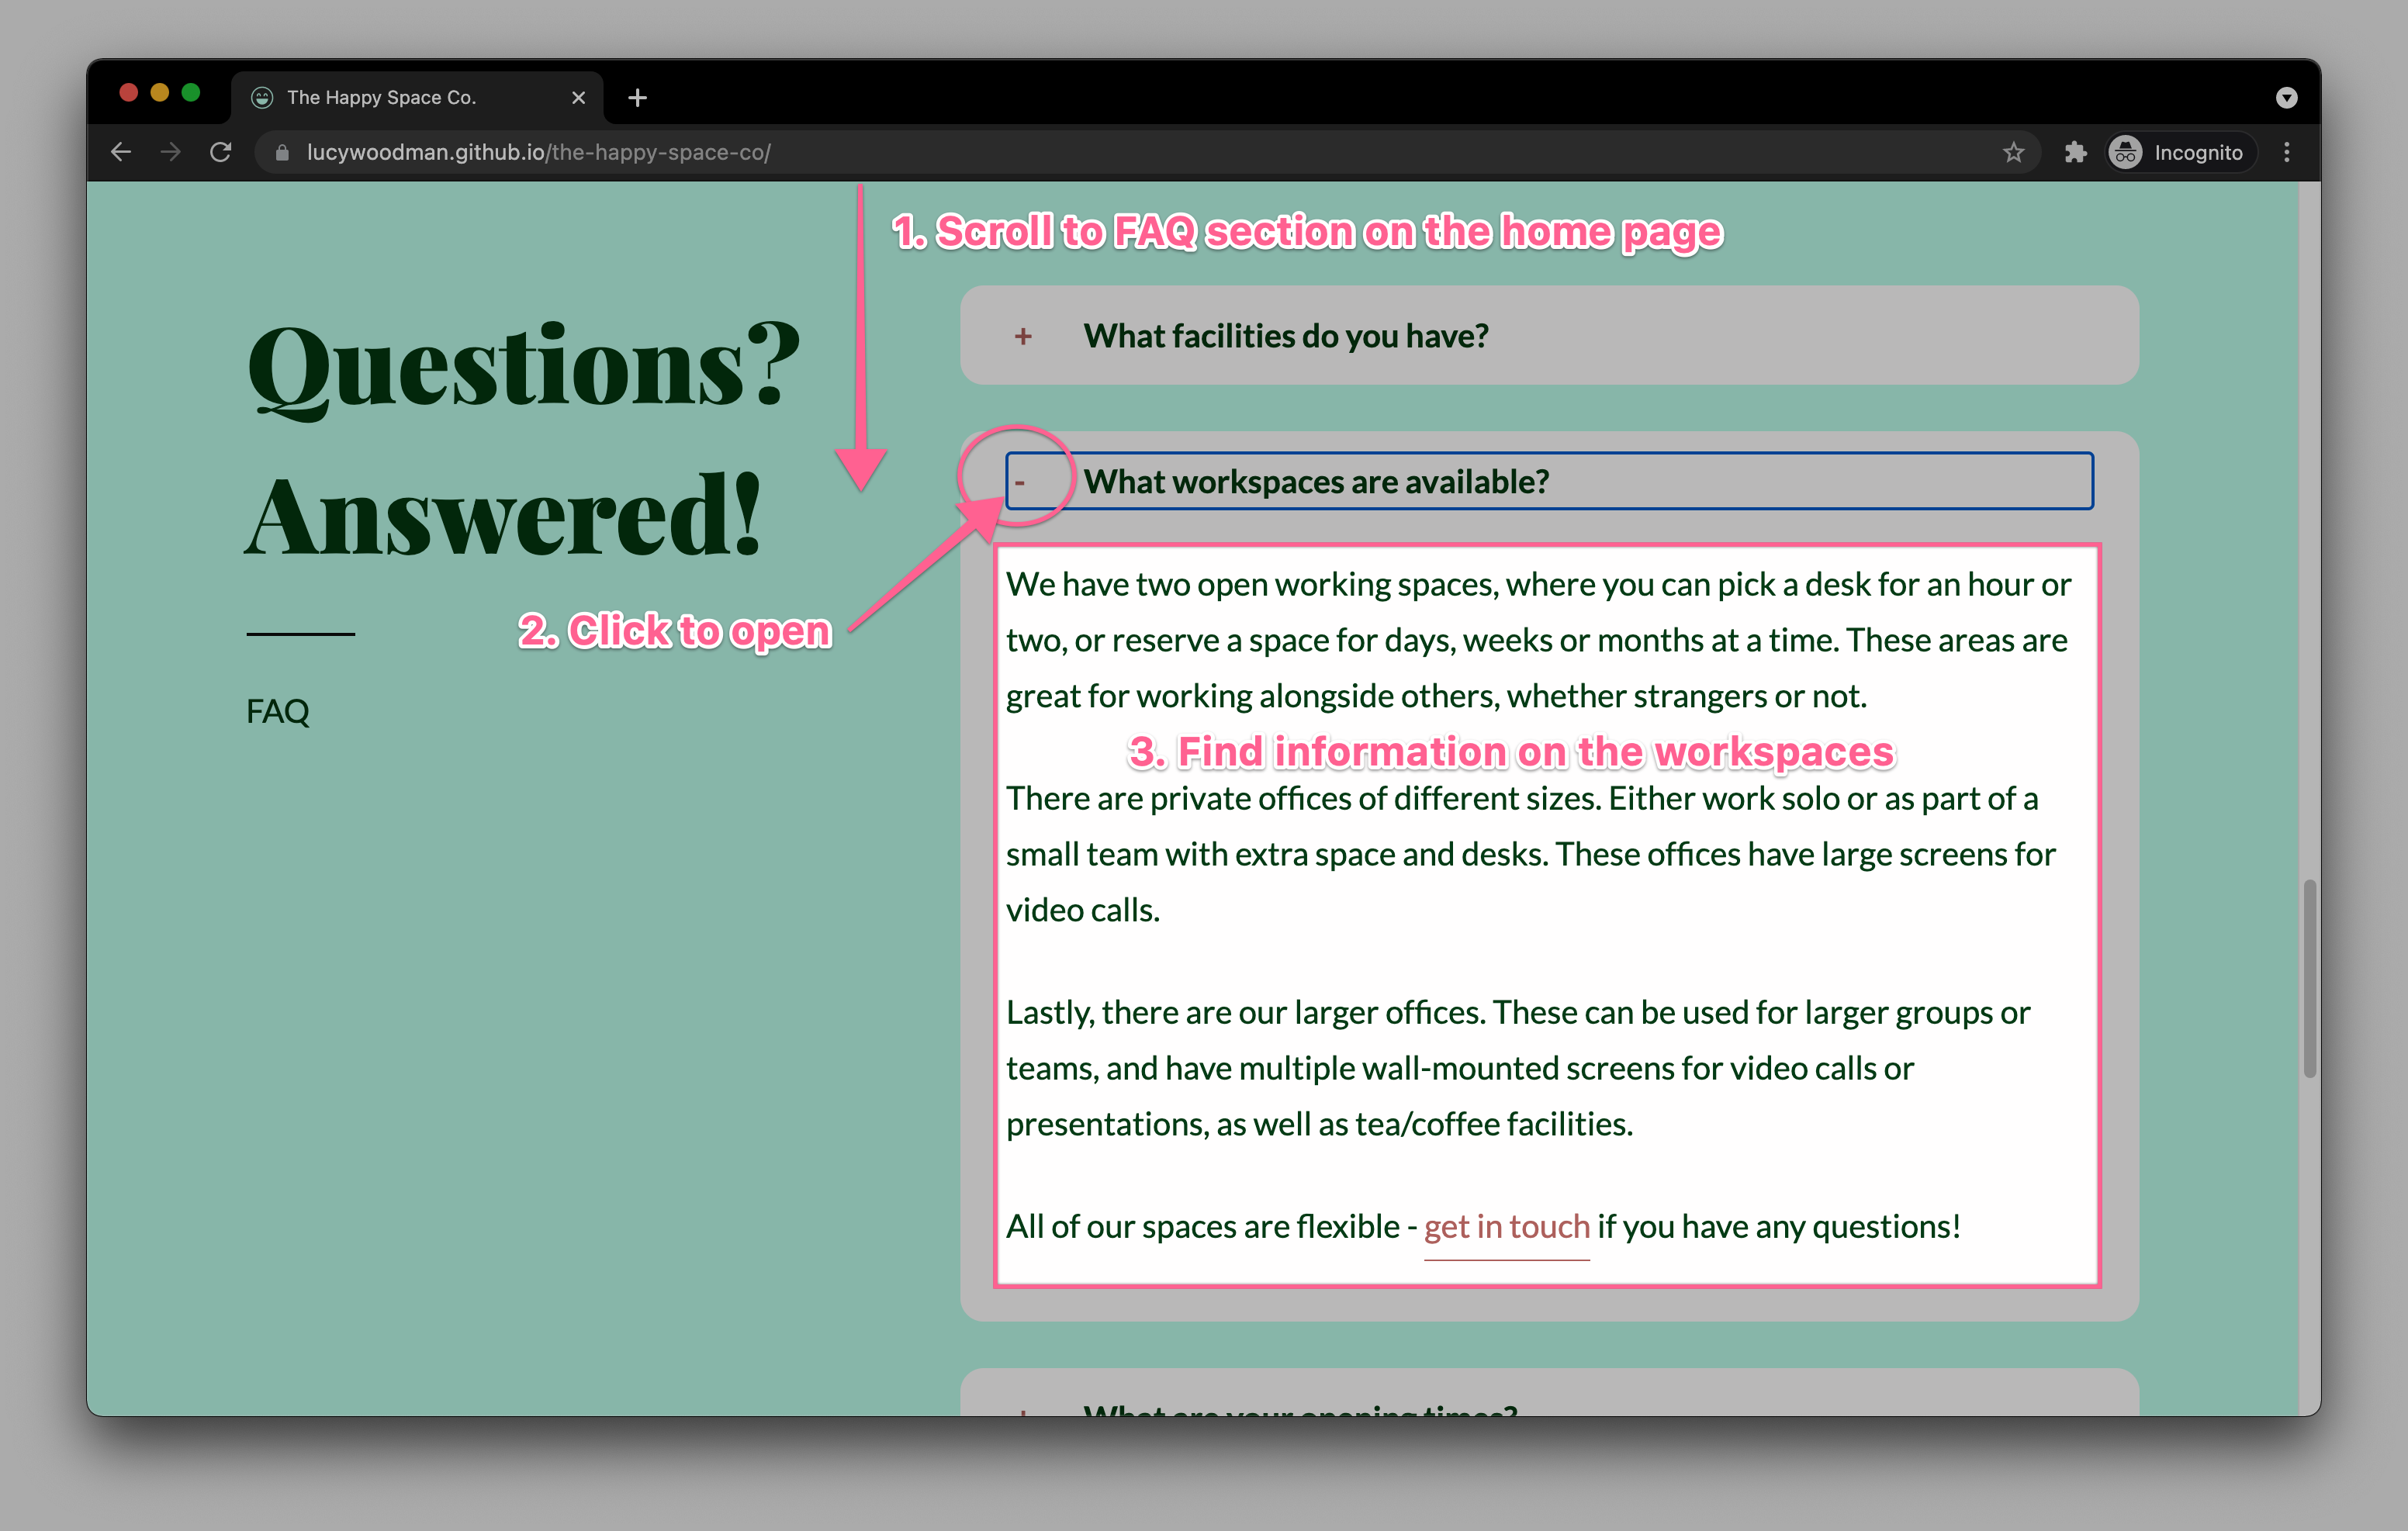 The Happy Space Co.
lucywoodman.github.io/the-happy-space-co/
Incognito
1. Scroll to FAQ section on the home page
Questions?
Answered!
FAQ
+ What facilities do you have?
- What workspaces are available?
2. Click to open
We have two open working spaces, where you can pick a desk for an hour or
two, or reserve a space for days, weeks or months at a time. These areas are
great for working alongside others, whether strangers or not.
3. Find information on the workspaces
There are private offices of different sizes. Either work solo or as part of a
small team with extra space and desks. These offices have large screens for
video calls.
Lastly, there are our larger offices. These can be used for larger groups or
teams, and have multiple wall-mounted screens for video calls or
presentations, as well as tea/coffee facilities.
All of our spaces are flexible - get in touch if you have any questions!
+ What are your opening times?